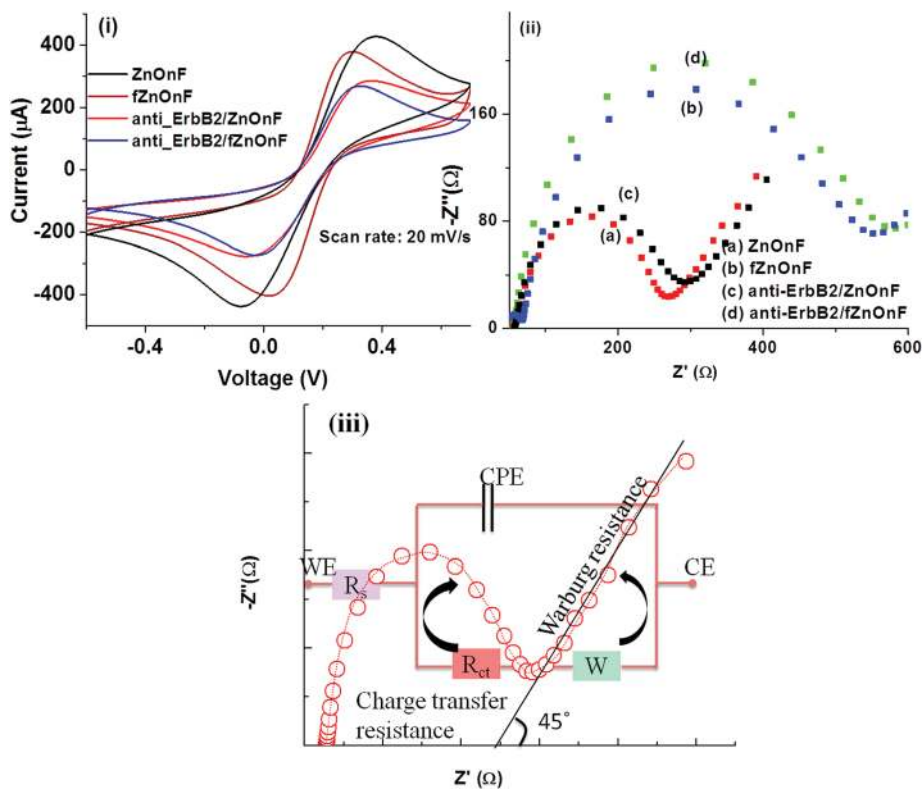 (i)
400
200
0
-200
-400
Current (µA)
ZnOnF
fZnOnF
anti_ErbB2/ZnOnF
anti_ErbB2/fZnOnF
Scan rate: 20 mV/s
-0.4
0.0
0.4
Voltage (V)
(ii)
160
80
0
-Z''(Ω)
(d)
(b)
(c)
(a)
(a) ZnOnF
(b) fZnOnF
(c) anti-ErbB2/ZnOnF
(d) anti-ErbB2/fZnOnF
200
400
600
Z' (Ω)
(iii)
-Z''(Ω)
CPE
WE
Rs
CE
Warburg resistance
Rct
W
Charge transfer
resistance
45°
Z' (Ω)